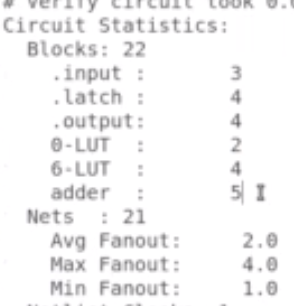 # Verify circuit took 0.0
Circuit Statistics:
Blocks: 22
.input : 3
.latch : 4
.output: 4
0-LUT : 2
6-LUT : 4
adder : 5
Nets : 21
Avg Fanout: 2.0
Max Fanout: 4.0
Min Fanout: 1.0